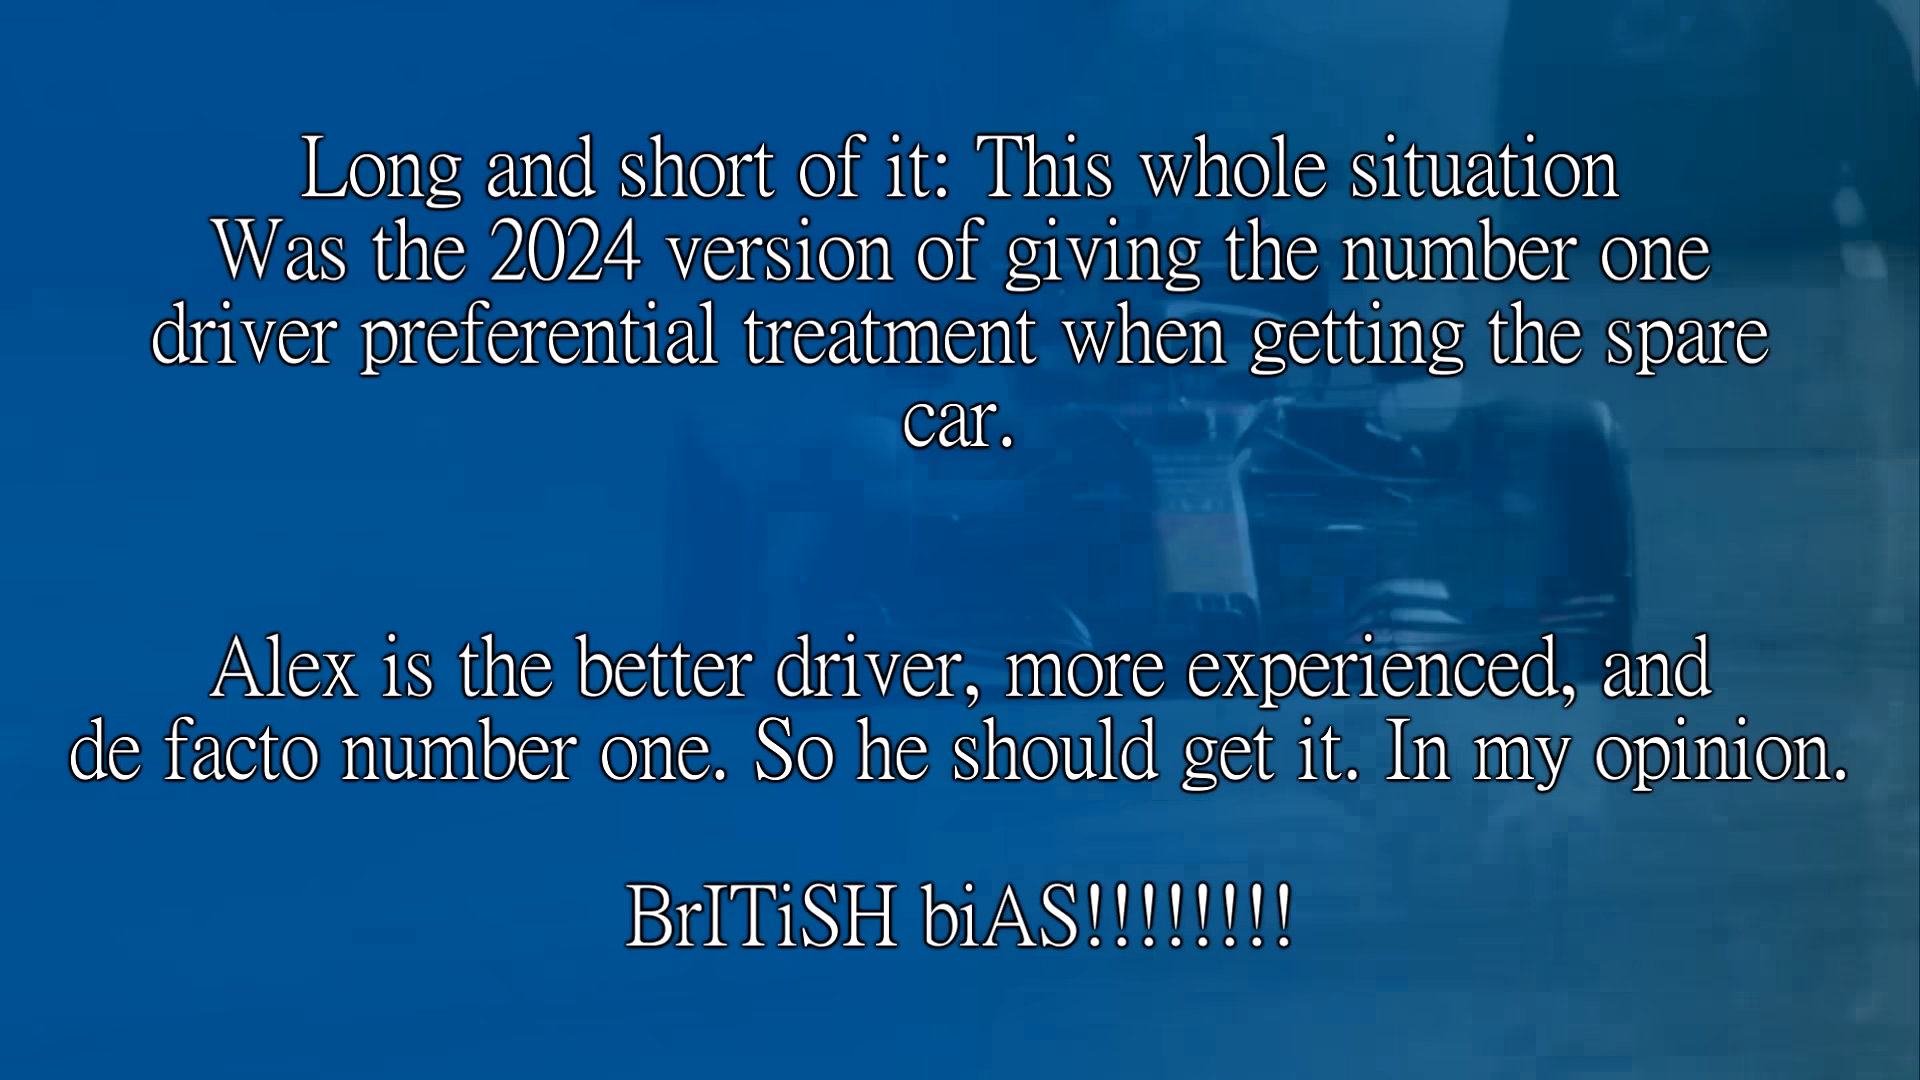 Long and short of it: This whole situation
Was the 2024 version of giving the number one
driver preferential treatment when getting the spare
car.
Alex is the better driver, more experienced, and
de facto number one. So he should get it. In my opinion.
BrITiSH biAS!!!!!!!!